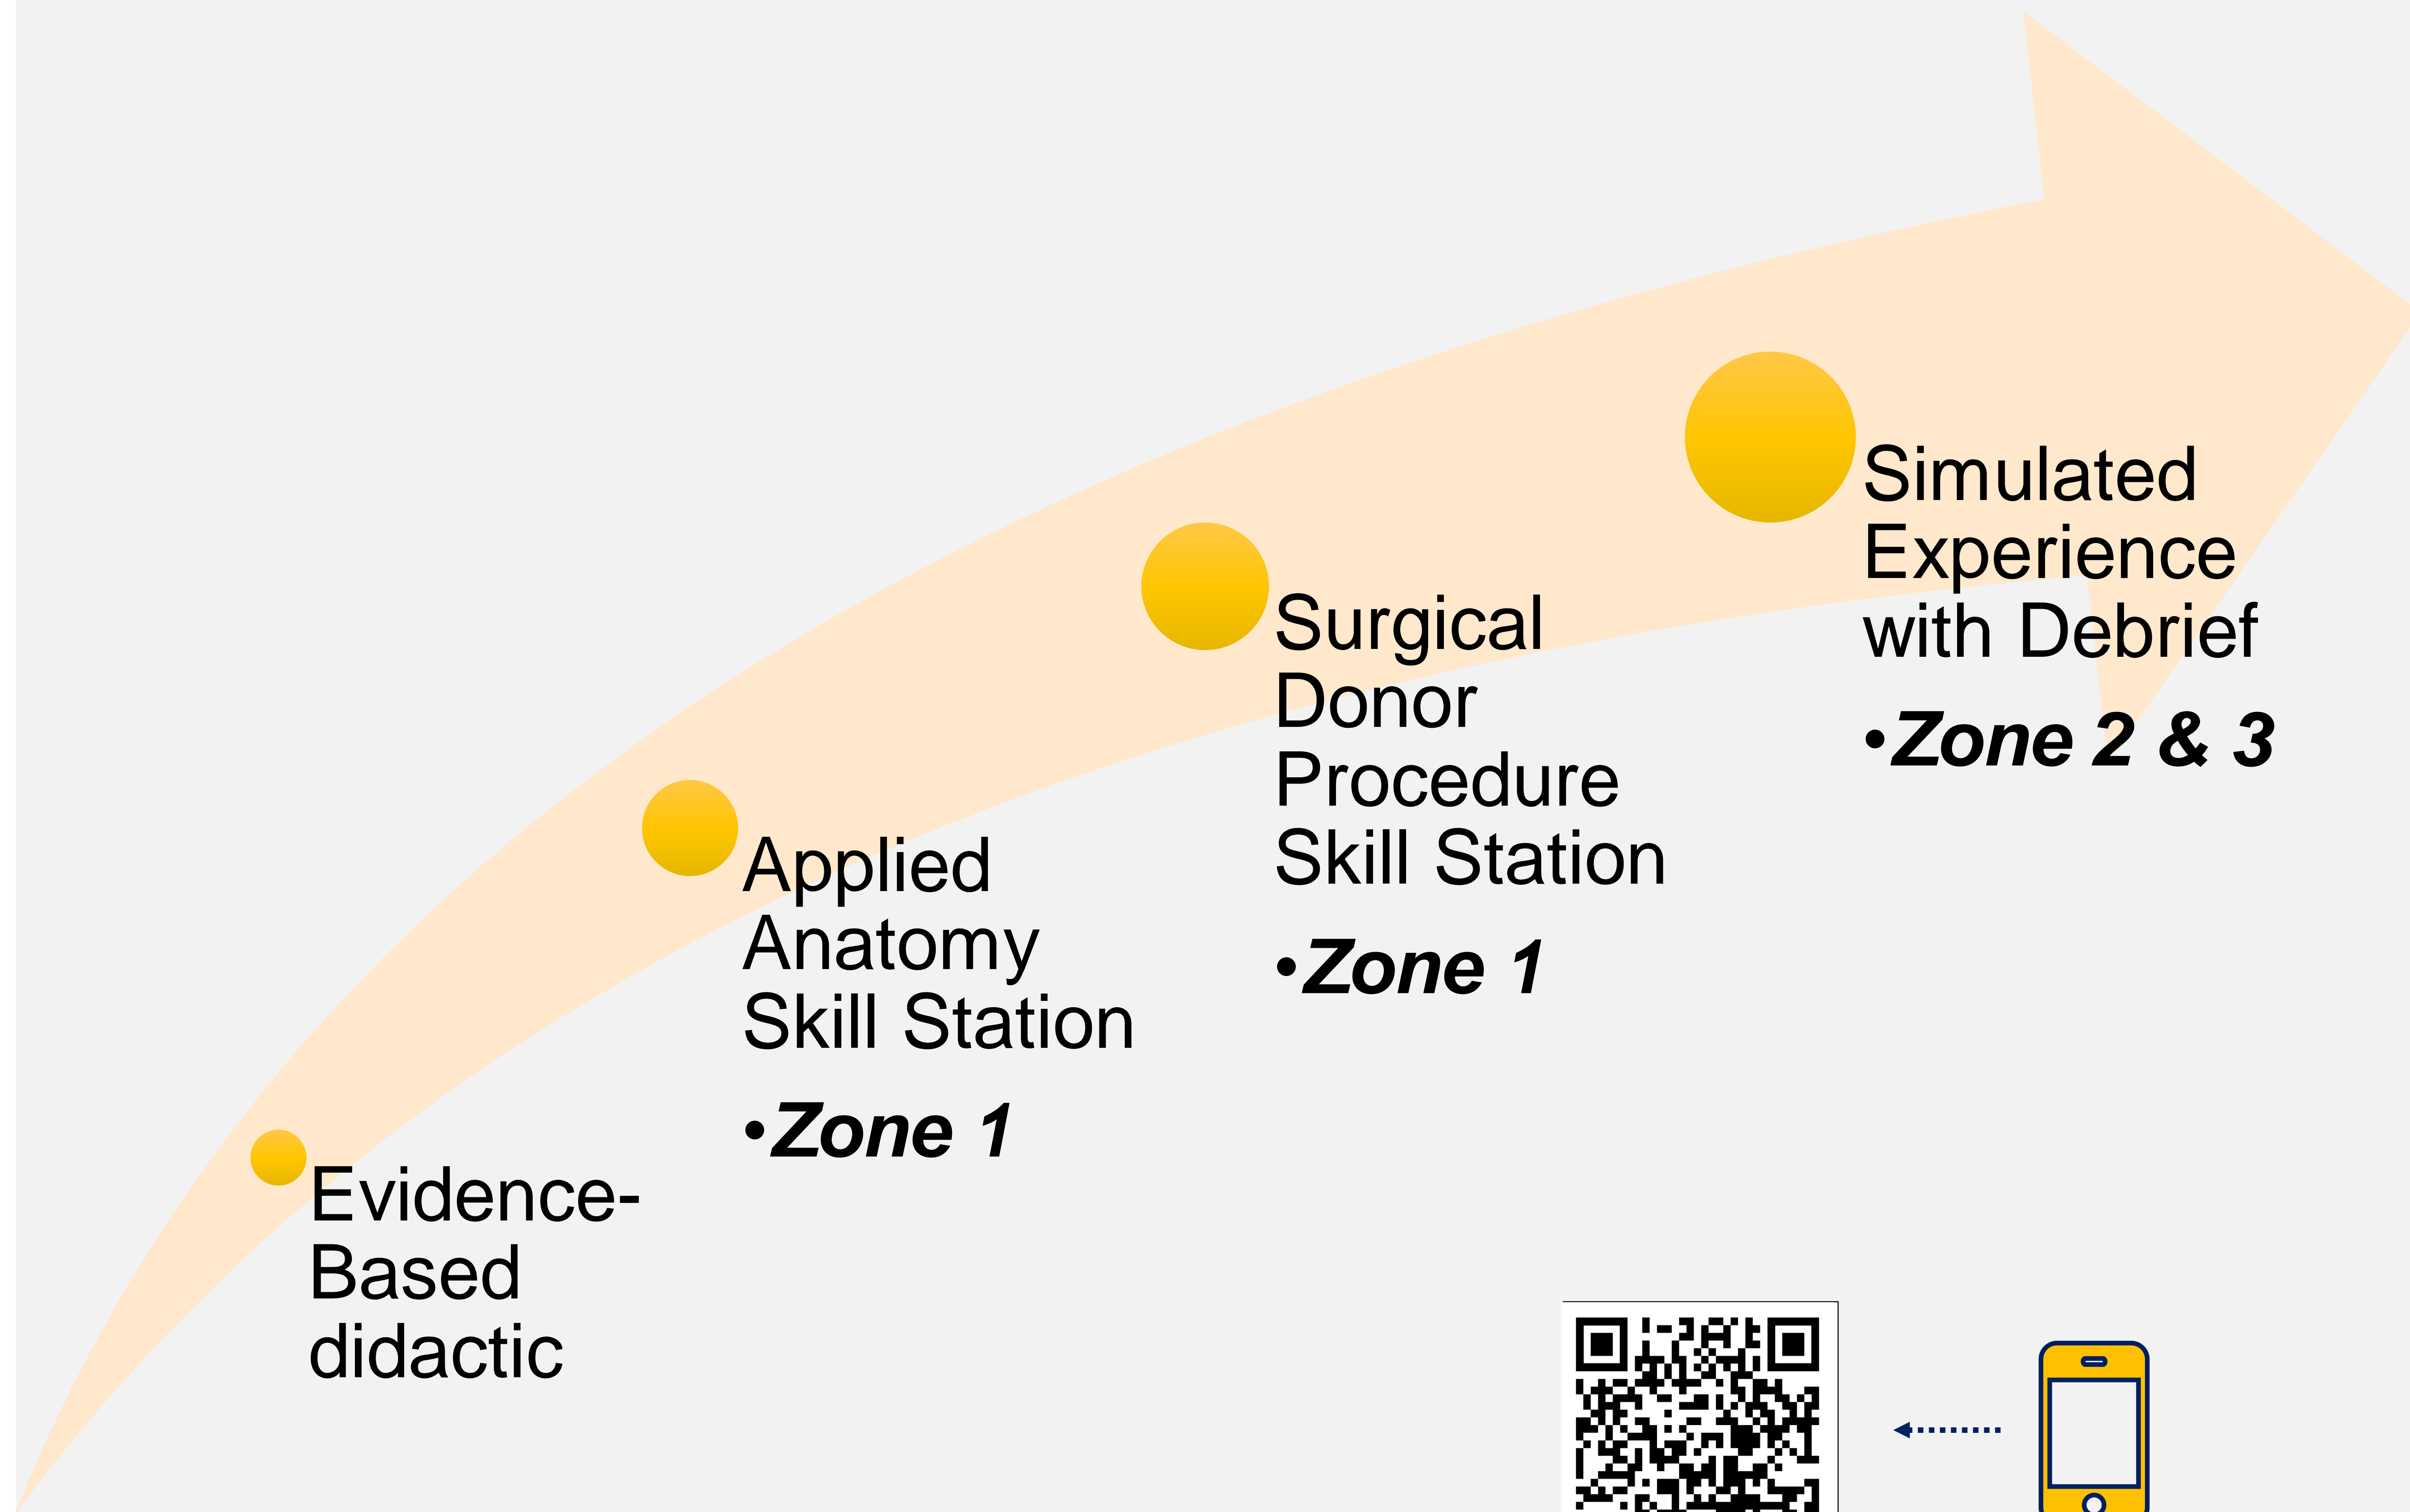 Evidence-
Based
didactic
Applied
Anatomy
Skill Station
•Zone 1
Surgical
Donor
Procedure
Skill Station
•Zone 1
Simulated
Experience
with Debrief
•Zone 2 & 3